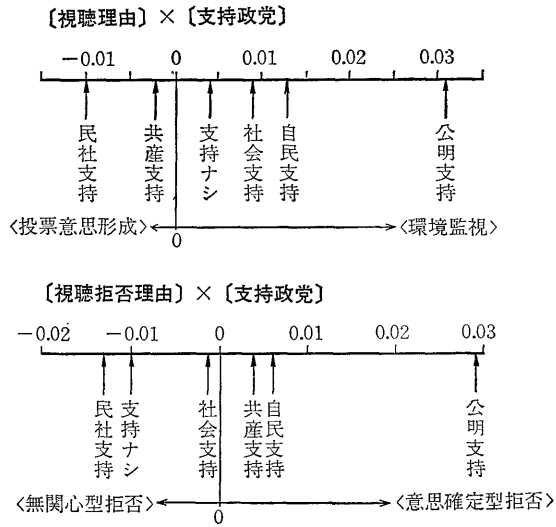 〔視聴理由〕×〔支持政党〕
−0.01 0 0.01 0.02 0.03
民社支持
共産支持
支持ナシ
社会支持
自民支持
公明支持
〈投票意思形成〉 〈環境監視〉
0
〔視聴拒否理由〕×〔支持政党〕
−0.02 −0.01 0 0.01 0.02 0.03
民社支持
支持ナシ
社会支持
共産支持
自民支持
公明支持
〈無関心型拒否〉 〈意思確定型拒否〉
0